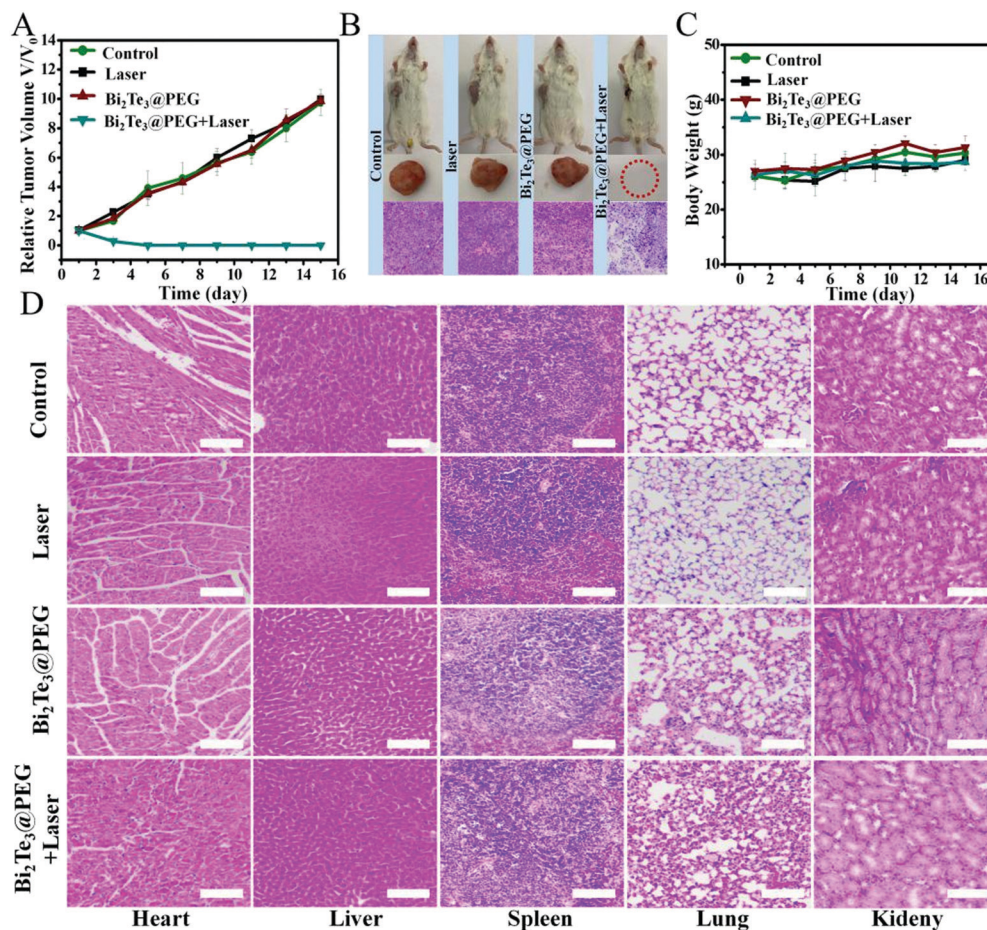 A
Relative Tumor Volume V/V₀
14
12
10
8
6
4
2
0
Control
Laser
Bi₂Te₃@PEG
Bi₂Te₃@PEG+Laser
0 2 4 6 8 10 12 14 16
Time (day)
B
Control
laser
Bi₂Te₃@PEG
Bi₂Te₃@PEG+Laser
C
Body Weight (g)
50
40
30
20
10
Control
Laser
Bi₂Te₃@PEG
Bi₂Te₃@PEG+Laser
0 2 4 6 8 10 12 14 16
Time (day)
D
Control
Laser
Bi₂Te₃@PEG
Bi₂Te₃@PEG
+Laser
Heart Liver Spleen Lung Kideny